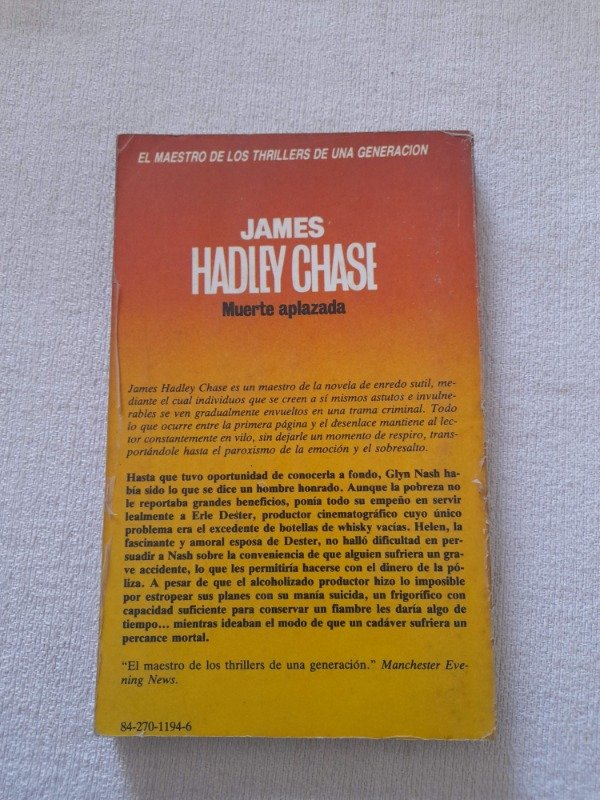 EL MAESTRO DE LOS THRILLERS DE UNA GENERACION
JAMES
HADLEY CHASE
Muerte aplazada
James Hadley Chase es un maestro de la novela de enredo sutil, me-
diante el cual individuos que se creen a sí mismos astutos e invulne-
rables se ven gradualmente envueltos en una trama criminal. Todo
lo que ocurre entre la primera página y el desenlace mantiene al lec-
tor constantemente en vilo, sin dejarle un momento de respiro, trans-
portándole hasta el paroxismo de la emoción y el sobresalto.
Hasta que tuvo oportunidad de conocerla a fondo, Glyn Nash ha-
bía sido lo que se dice un hombre honrado. Aunque la pobreza no
le reportaba grandes beneficios, ponía todo su empeño en servir
lealmente a Erle Dester, productor cinematográfico cuyo único
problema era el excedente de botellas de whisky vacías. Helen, la
fascinante y amoral esposa de Dester, no halló dificultad en per-
suadir a Nash sobre la conveniencia de que alguien sufriera un gra-
ve accidente, lo que les permitiría hacerse con el dinero de la pó-
liza. A pesar de que el alcoholizado productor hizo lo imposible
por estropear sus planes con su manía suicida, un frigorífico con
capacidad suficiente para conservar un fiambre les daría algo de
tiempo... mientras ideaban el modo de que un cadáver sufriera un
percance mortal.
"El maestro de los thrillers de una generación." Manchester Eve-
ning News.
84-270-1194-6